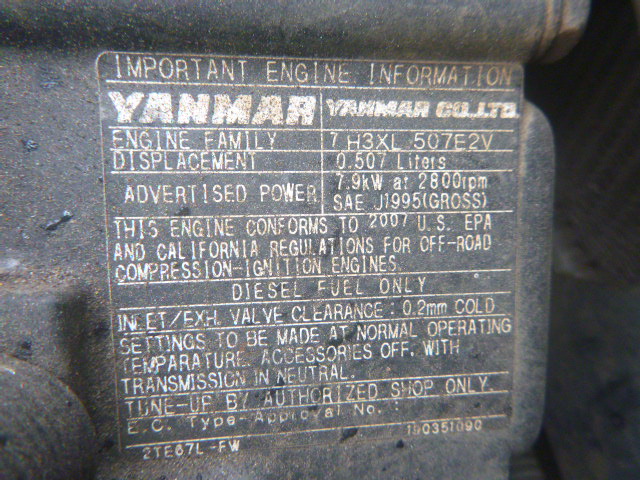 IMPORTANT ENGINE INFORMATION
YANMAR YANMAR CO.,LTD.
ENGINE FAMILY 7H3XL 507E2V
DISPLACEMENT 0.507 Liters
ADVERTISED POWER 7.9kW at 2800rpm
SAE J1995(GROSS)
THIS ENGINE CONFORMS TO 2007 U.S. EPA
AND CALIFORNIA REGULATIONS FOR OFF-ROAD
COMPRESSION-IGNITION ENGINES.
DIESEL FUEL ONLY
INLET/EXH. VALVE CLEARANCE : 0.2mm COLD
SETTINGS TO BE MADE AT NORMAL OPERATING
TEMPARATURE. ACCESSORIES OFF. WITH
TRANSMISSION IN NEUTRAL.
TUNE-UP BY AUTHORIZED SHOP ONLY.
E.C. Type-Approval No. :
2TE67L-FW